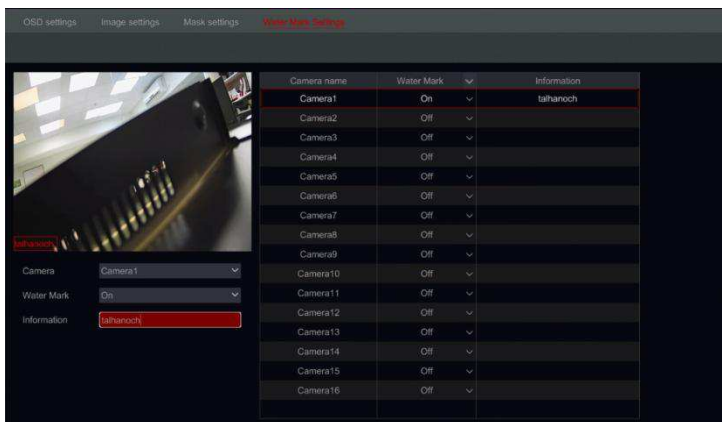 OSD settings Image settings Mask settings Water Mark Settings
Camera name Water Mark Information
Camera1 On talhanoch
Camera2 Off
Camera3 Off
Camera4 Off
Camera5 Off
Camera6 Off
Camera7 Off
Camera8 Off
Camera9 Off
Camera10 Off
Camera11 Off
Camera12 Off
Camera13 Off
Camera14 Off
Camera15 Off
Camera16 Off
talhanoch
Camera Camera1
Water Mark On
Information talhanoch